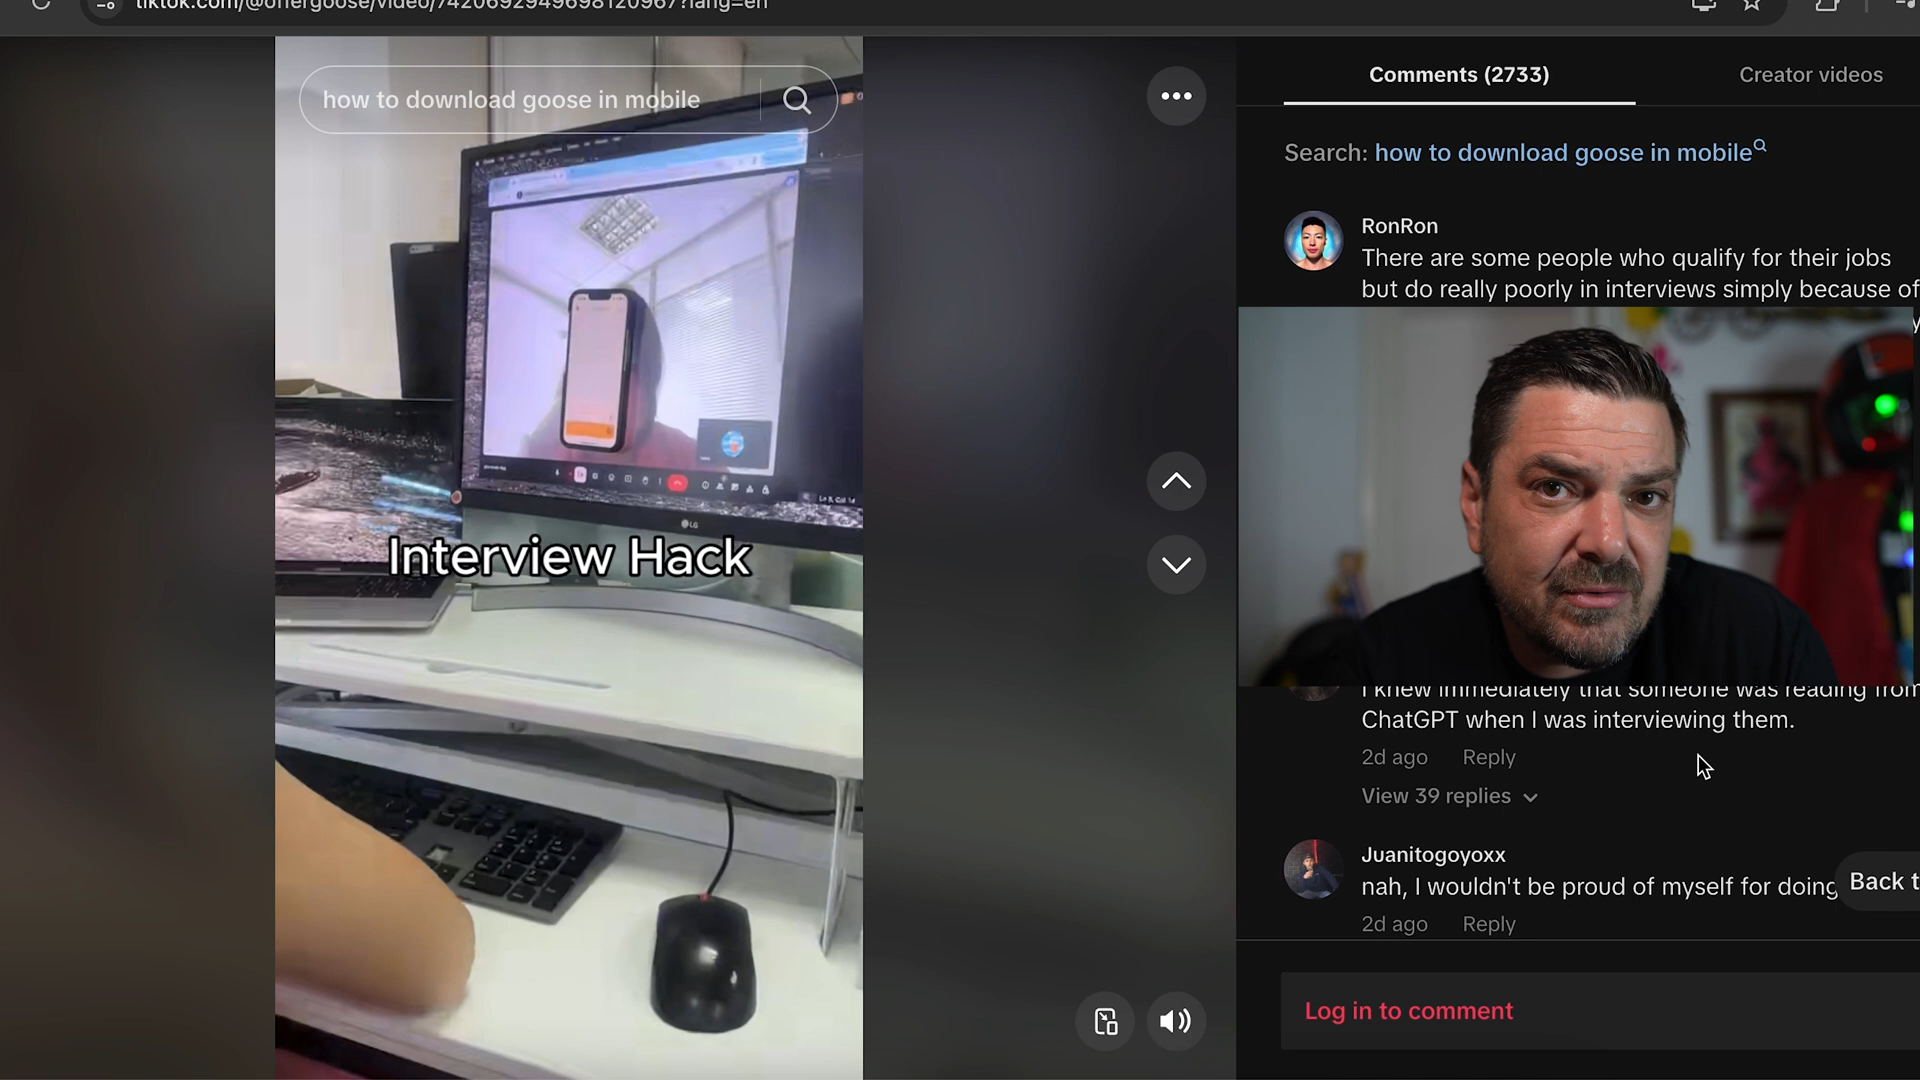 tiktok.com/@offergoose/video/7420692949698120967?lang=en
how to download goose in mobile
LG
Interview Hack
Comments (2733)
Creator videos
Search: how to download goose in mobile
RonRon
There are some people who qualify for their jobs
but do really poorly in interviews simply because of
I knew immediately that someone was reading from
ChatGPT when I was interviewing them.
2d ago Reply
View 39 replies
Juanitogoyoxx
nah, I wouldn't be proud of myself for doing
Back t
2d ago Reply
Log in to comment